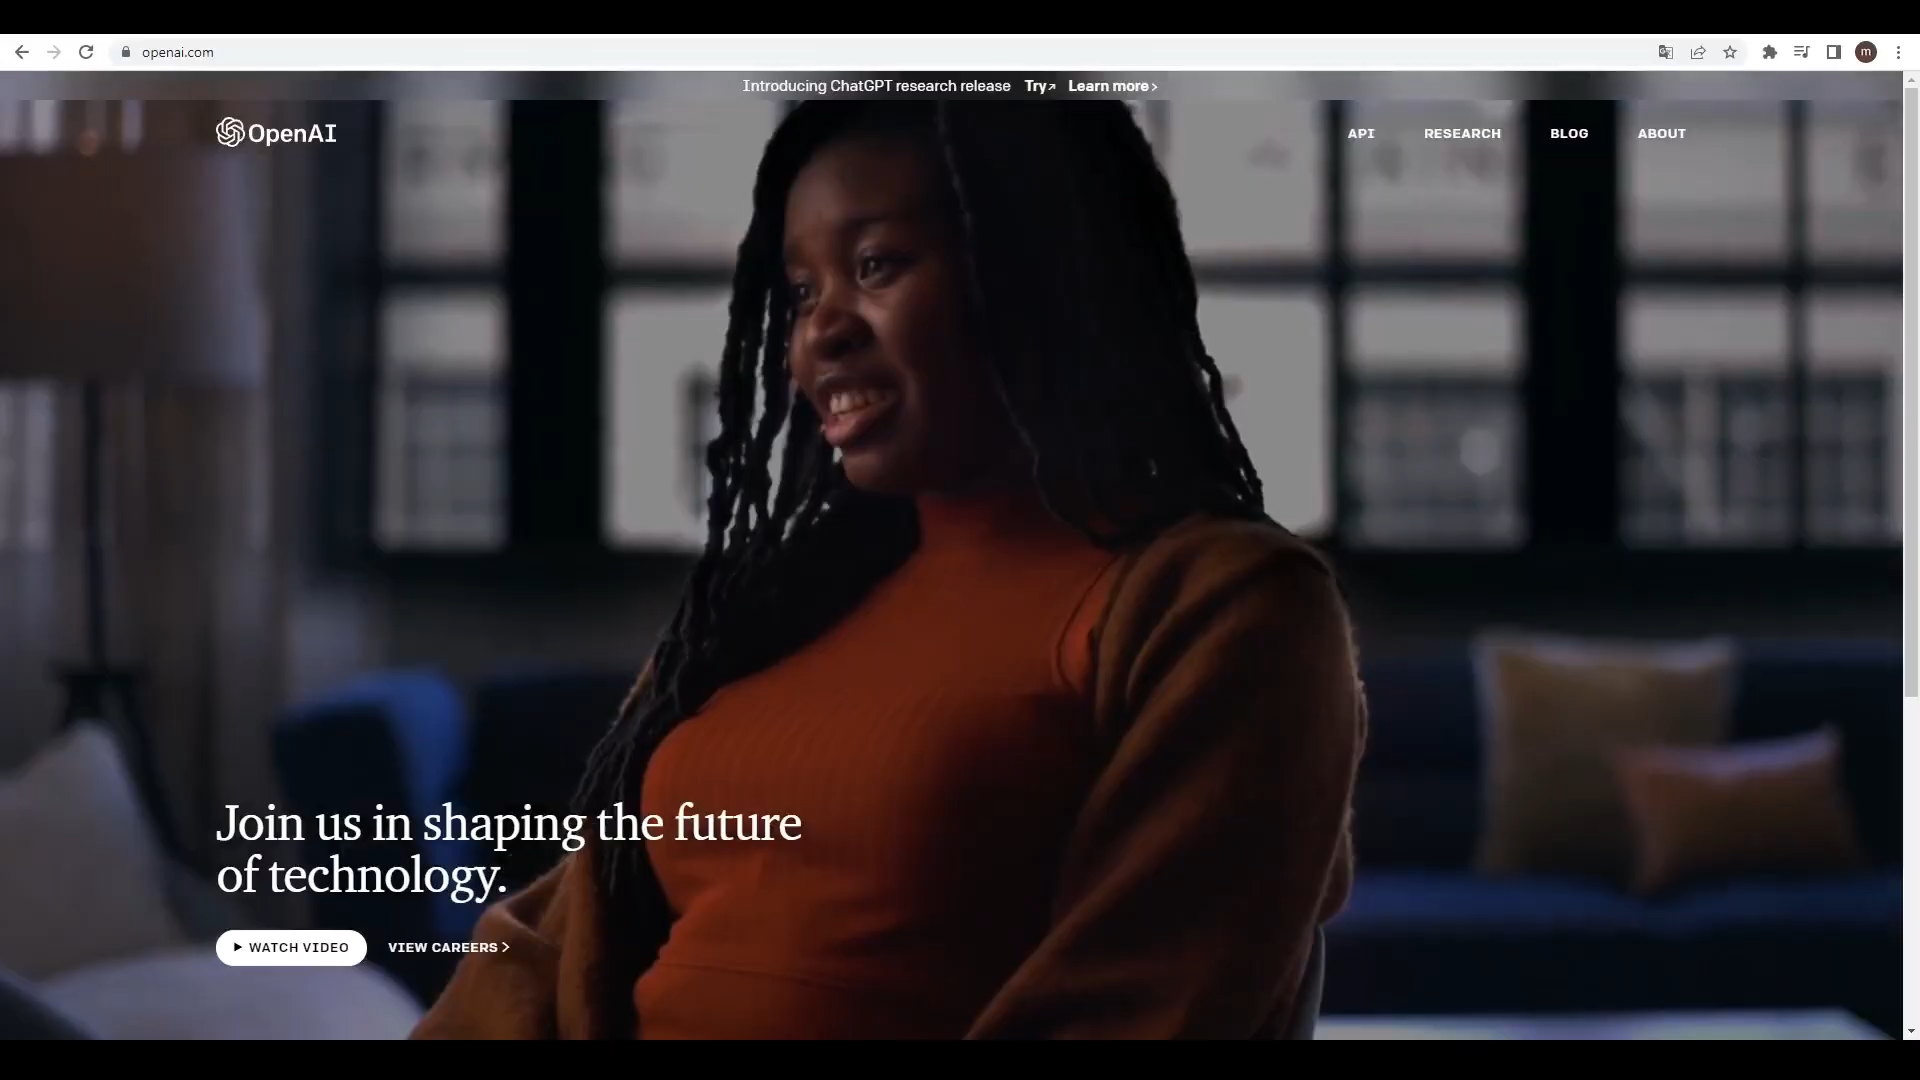 openai.com
m
Introducing ChatGPT research release Try↗ Learn more >
OpenAI
API RESEARCH BLOG ABOUT
Join us in shaping the future
of technology.
WATCH VIDEO VIEW CAREERS >